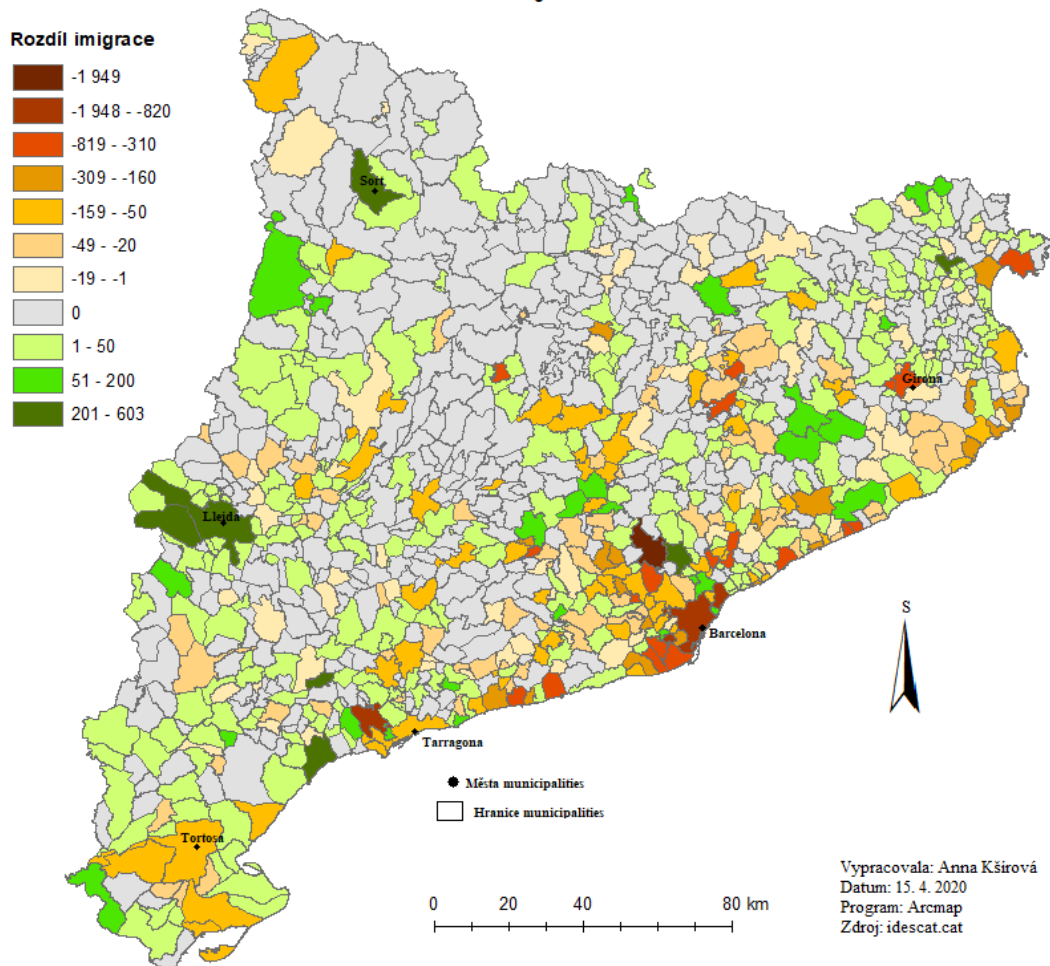 Rozdíl imigrace
-1 949
-1 948 - -820
-819 - -310
-309 - -160
-159 - -50
-49 - -20
-19 - -1
0
1 - 50
51 - 200
201 - 603
Sort
Girona
Llejda
Barcelona
S
Tarragona
Města municipalities
Hranice municipalities
Tortosa
0 20 40 80 km
Vypracovala: Anna Kšírová
Datum: 15. 4. 2020
Program: Arcmap
Zdroj: idescat.cat